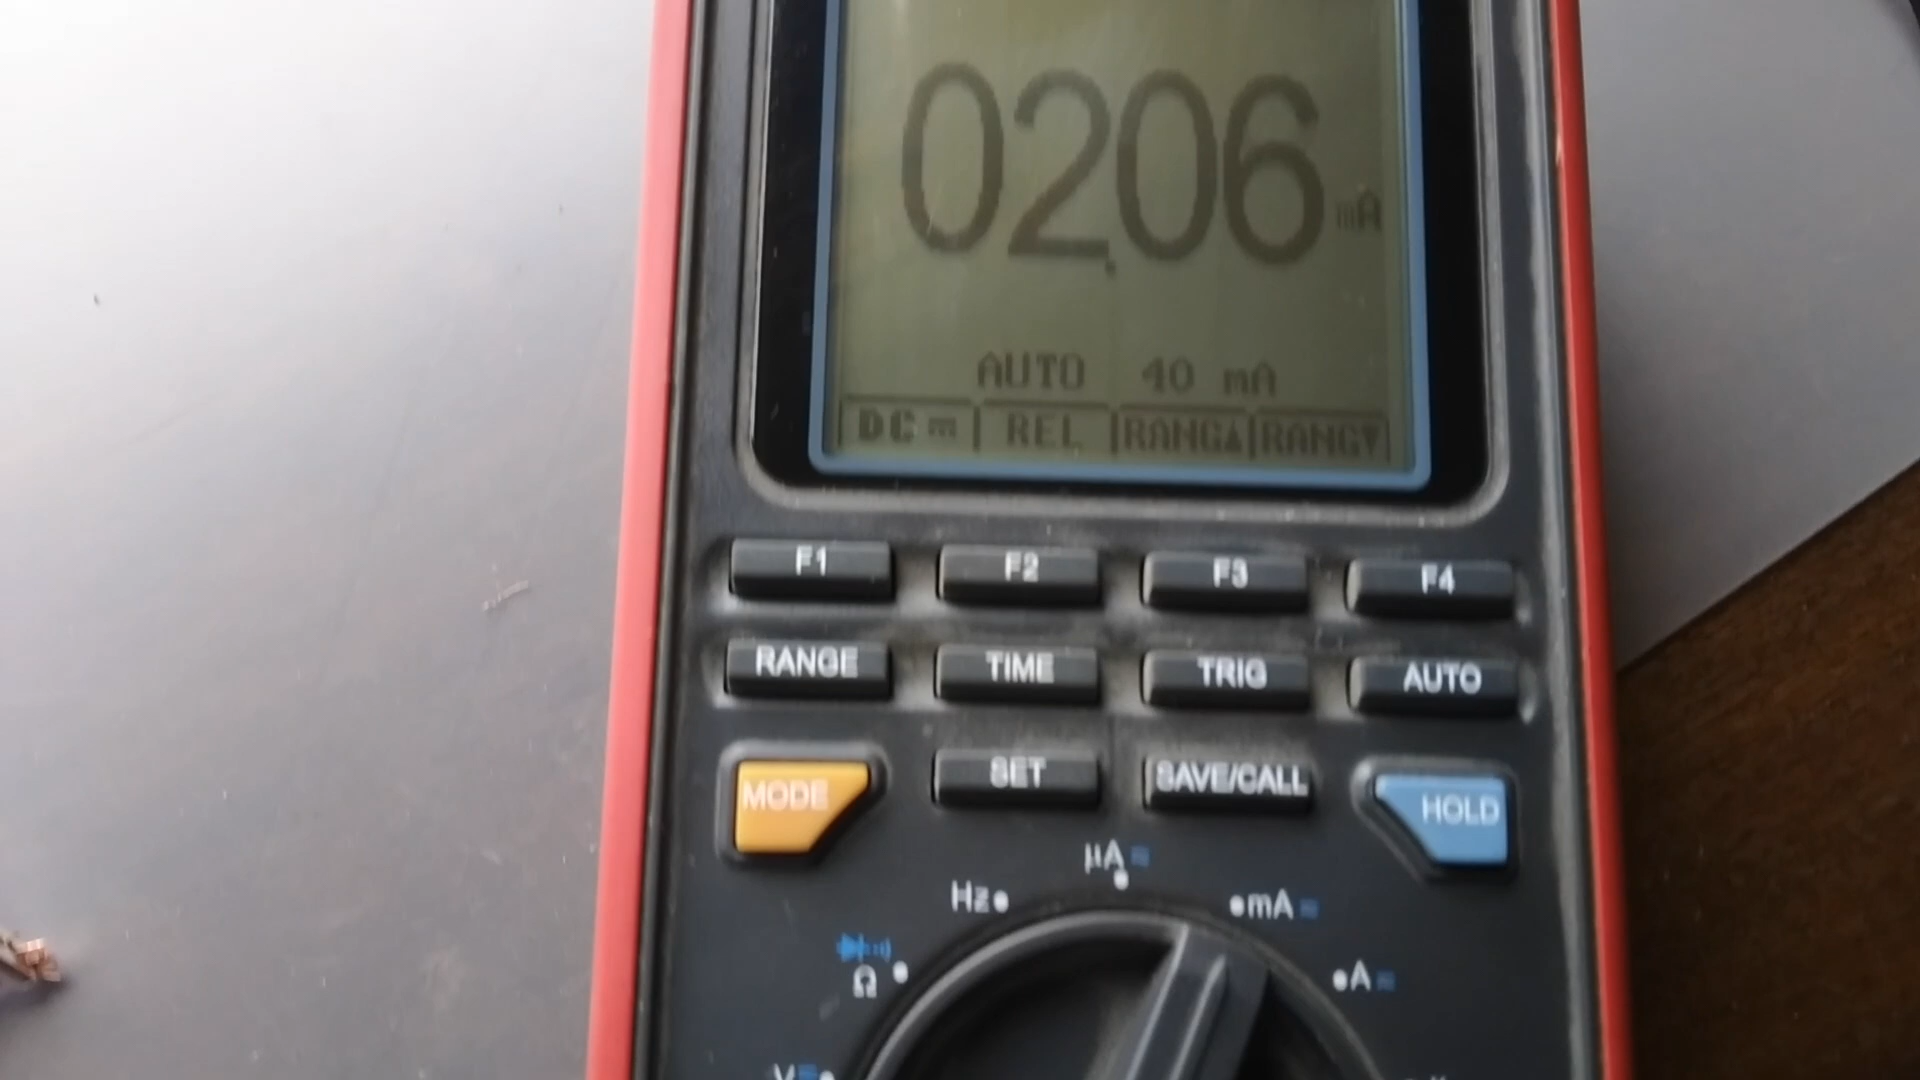 02.06 mA
AUTO 40 mA
DC REL RANG▲ RANG▼
F1 F2 F3 F4
RANGE TIME TRIG AUTO
MODE SET SAVE/CALL HOLD
µA
Hz mA
Ω A
V